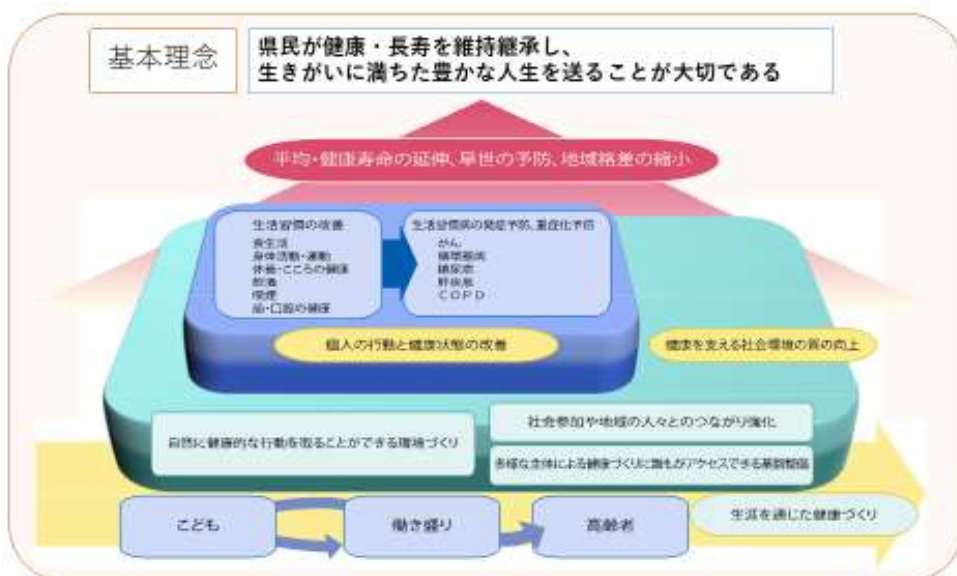 基本理念
県民が健康・長寿を維持継承し、
生きがいに満ちた豊かな人生を送ることが大切である
平均・健康寿命の延伸、早世の予防、地域格差の縮小
生活習慣の改善
食生活
身体活動・運動
休養・こころの健康
飲酒
喫煙
歯・口腔の健康
生活習慣病の発症予防、重症化予防
がん
循環器病
糖尿病
肝疾患
COPD
個人の行動と健康状態の改善
健康を支える社会環境の質の向上
自然に健康的な行動を取ることができる環境づくり
社会参加や地域の人々とのつながり強化
多様な主体による健康づくりに誰もがアクセスできる基盤整備
こども
働き盛り
高齢者
生涯を通じた健康づくり